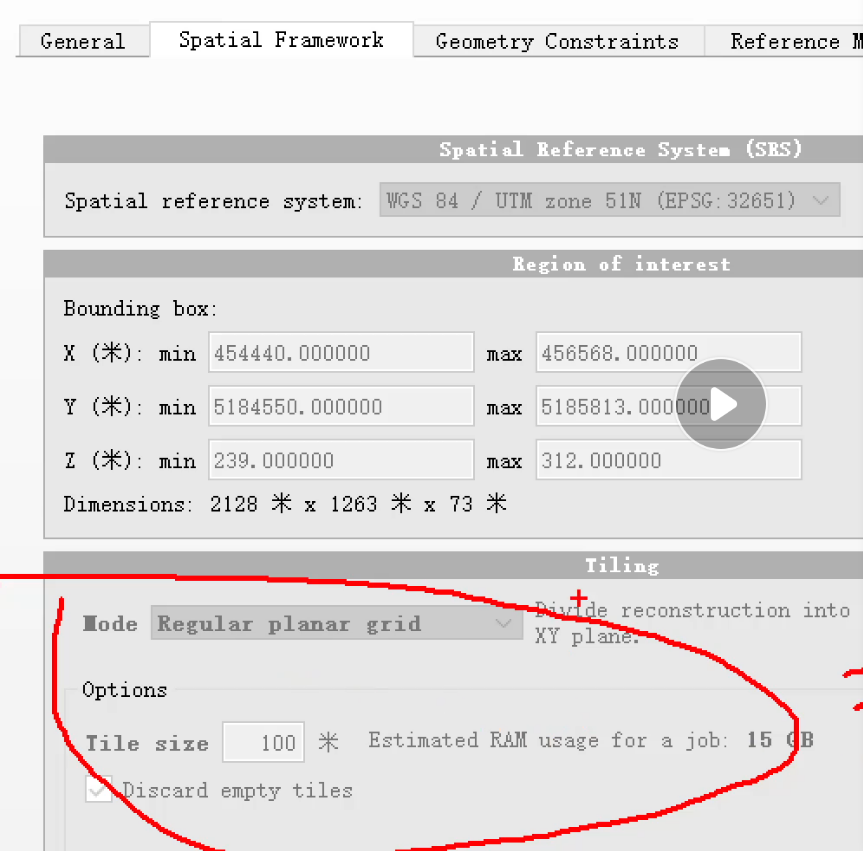 General Spatial Framework Geometry Constraints Reference M
Spatial Reference System (SRS)
Spatial reference system: WGS 84 / UTM zone 51N (EPSG:32651)
Region of interest
Bounding box:
X (米): min 454440.000000 max 456568.000000
Y (米): min 5184550.000000 max 5185813.000000
Z (米): min 239.000000 max 312.000000
Dimensions: 2128 米 x 1263 米 x 73 米
Tiling
Mode Regular planar grid Divide reconstruction into
XY plane.
Options
Tile size 100 米 Estimated RAM usage for a job: 15 GB
Discard empty tiles